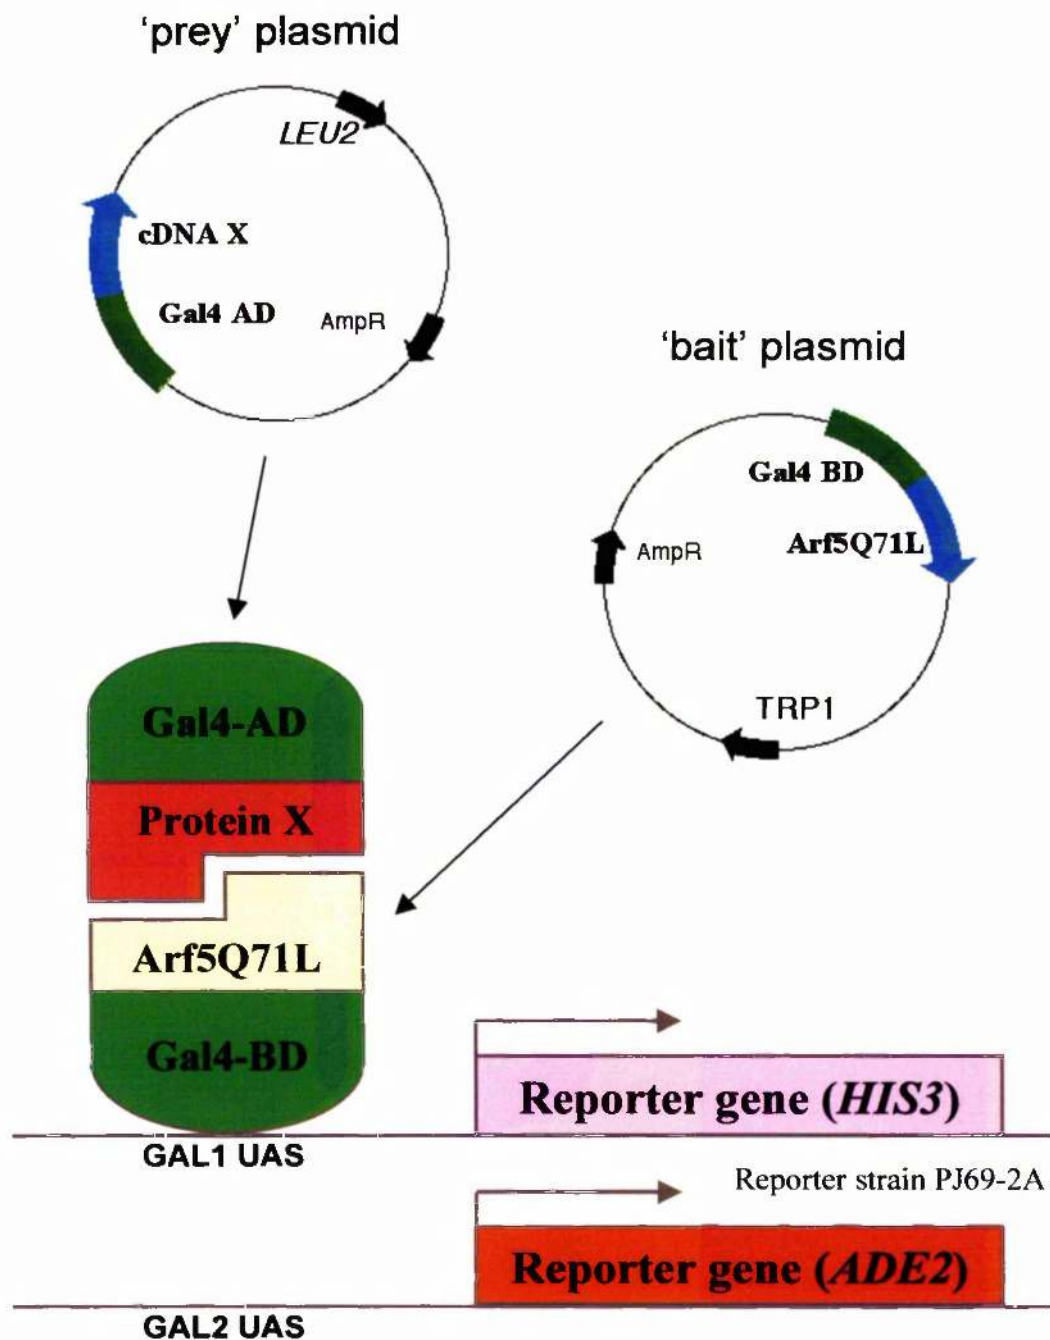 ‘prey’ plasmid
LEU2
cDNA X
Gal4 AD
AmpR
‘bait’ plasmid
Gal4 BD
Arf5Q71L
AmpR
TRP1
Gal4-AD
Protein X
Arf5Q71L
Gal4-BD
Reporter gene (HIS3)
GAL1 UAS
Reporter strain PJ69-2A
Reporter gene (ADE2)
GAL2 UAS